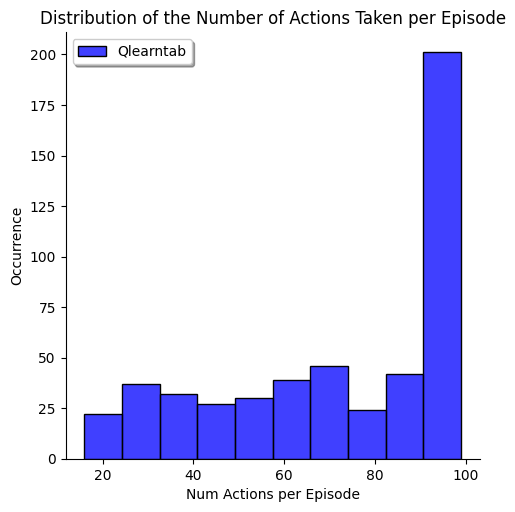 Distribution of the Number of Actions Taken per Episode
Qlearntab
200
175
150
125
100
75
50
25
0
Occurrence
20 40 60 80 100
Num Actions per Episode